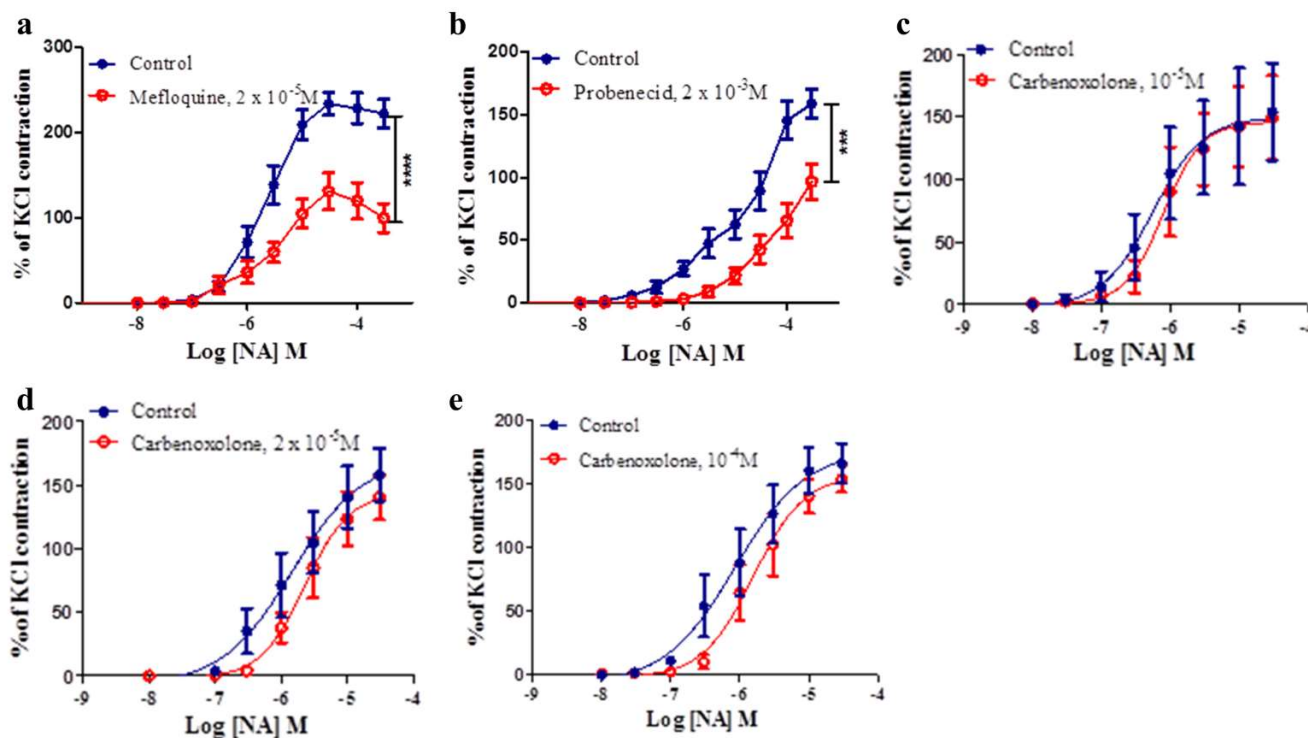 a
300
Control
Mefloquine, 2 x 10⁻⁵M
200
100
0
-8
-6
-4
****
% of KCl contraction
Log [NA] M
b
200
Control
Probenecid, 2 x 10⁻³M
150
100
50
0
-8
-6
-4
***
% of KCl contraction
Log [NA] M
c
200
Control
Carbenoxolone, 10⁻⁵M
150
100
50
0
-9
-8
-7
-6
-5
-4
%of KCl contraction
Log [NA] M
d
200
Control
Carbenoxolone, 2 x 10⁻⁵M
150
100
50
0
-9
-8
-7
-6
-5
-4
%of KCl contraction
Log [NA] M
e
200
Control
Carbenoxolone, 10⁻⁴M
150
100
50
0
-9
-8
-7
-6
-5
-4
%of KCl contraction
Log [NA] M